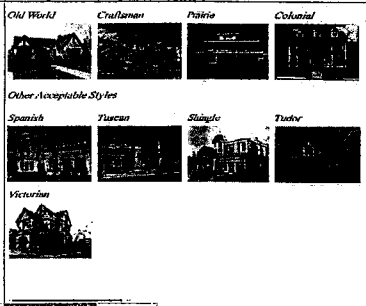 Old World Craftsman Prairie Colonial
Other Acceptable Styles
Spanish Tuscan Shingle Tudor
Victorian